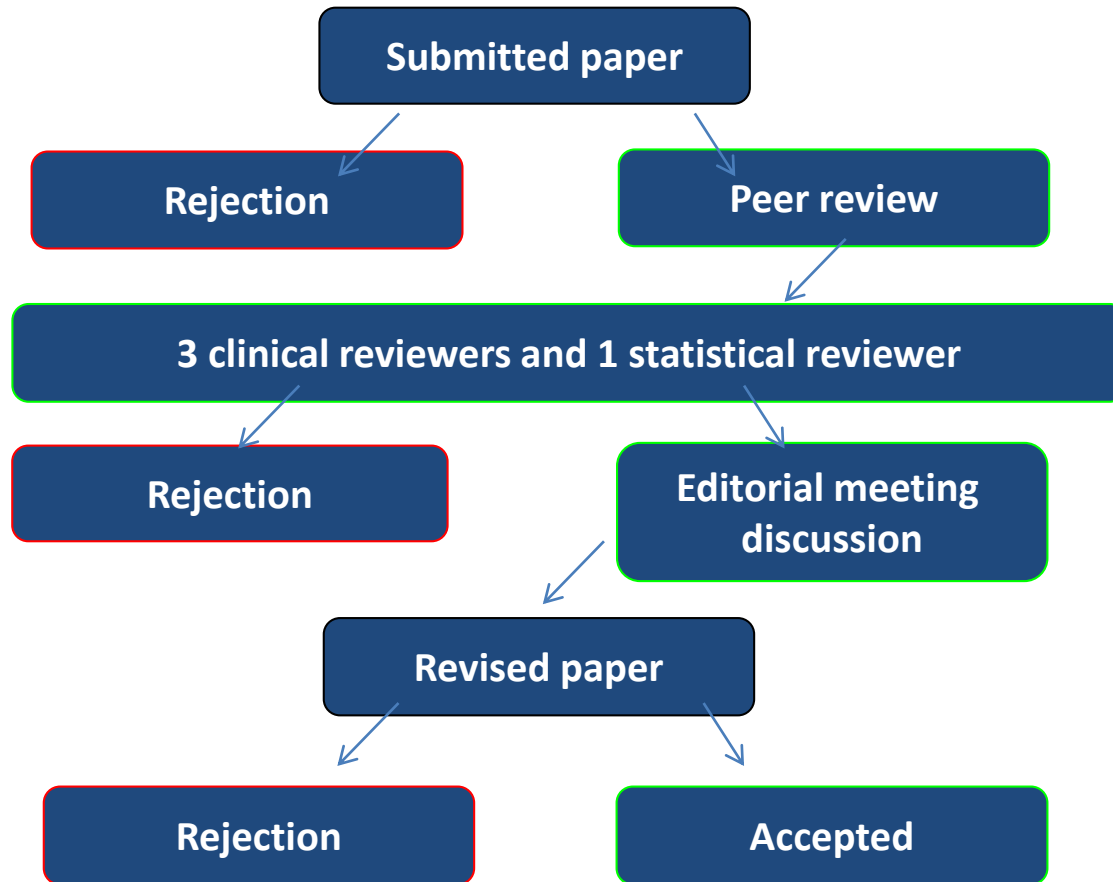 Submitted paper
Rejection
Peer review
3 clinical reviewers and 1 statistical reviewer
Rejection
Editorial meeting
discussion
Revised paper
Rejection
Accepted